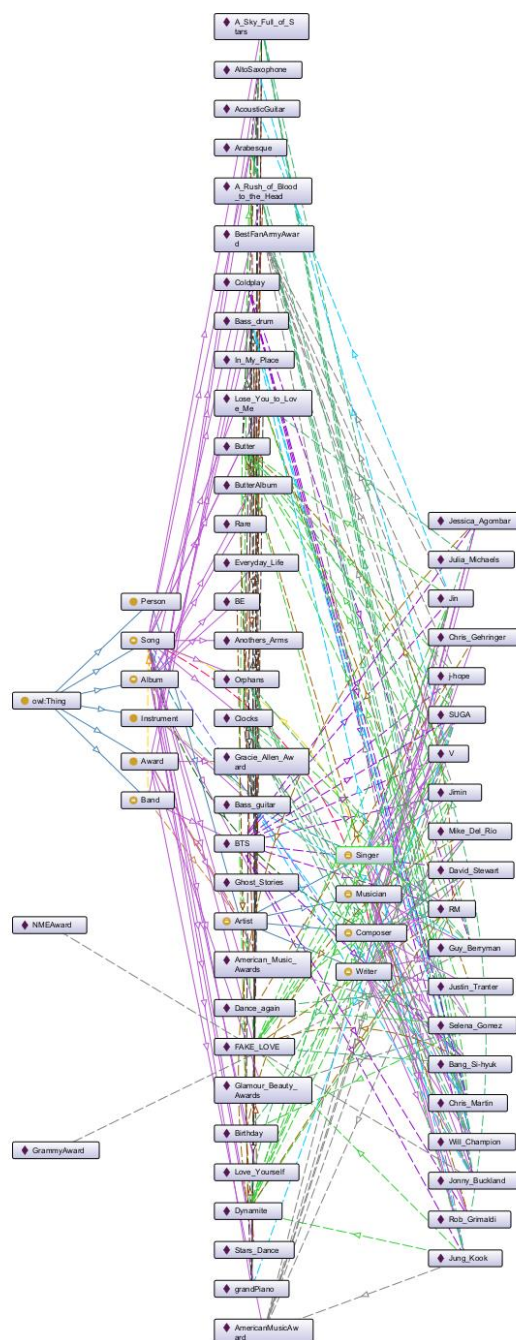 A_Sky_Full_of_S
tars
AltoSaxophone
AcousticGuitar
Arabesque
A_Rush_of_Blood
_to_the_Head
BestFanArmyAwar
d
Coldplay
Bass_drum
In_My_Place
Lose_You_to_Lov
e_Me
Butter
ButterAlbum
Rare
Everyday_Life
BE
Anothers_Arms
Orphans
Clocks
Gracie_Allen_Aw
ard
Bass_guitar
BTS
Ghost_Stories
Artist
American_Music_
Awards
Dance_again
FAKE_LOVE
Glamour_Beauty_
Awards
Birthday
Love_Yourself
Dynamite
Stars_Dance
grandPiano
AmericanMusicAw
ard
owl:Thing
Person
Song
Album
Instrument
Award
Band
NMEAward
GrammyAward
Singer
Musician
Composer
Writer
Jessica_Agombar
Julia_Michaels
Jin
Chris_Gehringer
j-hope
SUGA
V
Jimin
Mike_Del_Rio
David_Stewart
RM
Guy_Berryman
Justin_Tranter
Selena_Gomez
Bang_Si-hyuk
Chris_Martin
Will_Champion
Jonny_Buckland
Rob_Grimaldi
Jung_Kook